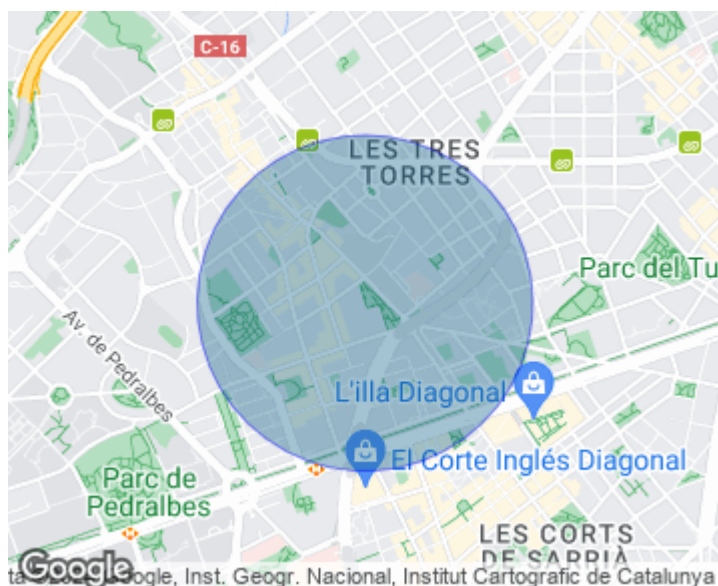 C-16
LES TRES
TORRES
Parc del Tu
Av. de Pedralbes
L'illa Diagonal
El Corte Inglés Diagonal
Parc de
Pedralbes
LES CORTS
DE SARRIÀ
Google
Google, Inst. Geogr. Nacional, Institut Cartogràfic de Catalunya